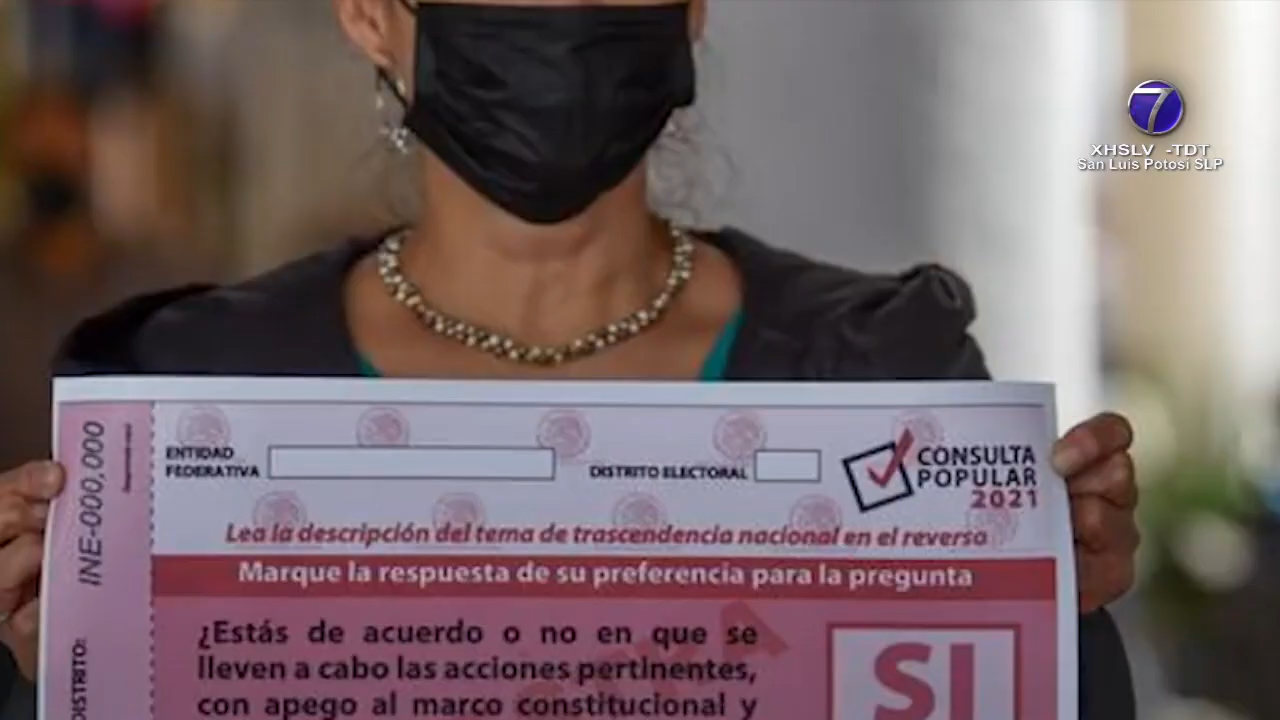 7
XHSLV -TDT
San Luis Potosí SLP
INE-000,000
DISTRITO:
ENTIDAD
FEDERATIVA
DISTRITO ELECTORAL
CONSULTA
POPULAR
2021
Lea la descripción del tema de trascendencia nacional en el reverso
Marque la respuesta de su preferencia para la pregunta
¿Estás de acuerdo o no en que se
lleven a cabo las acciones pertinentes,
con apego al marco constitucional y
SI